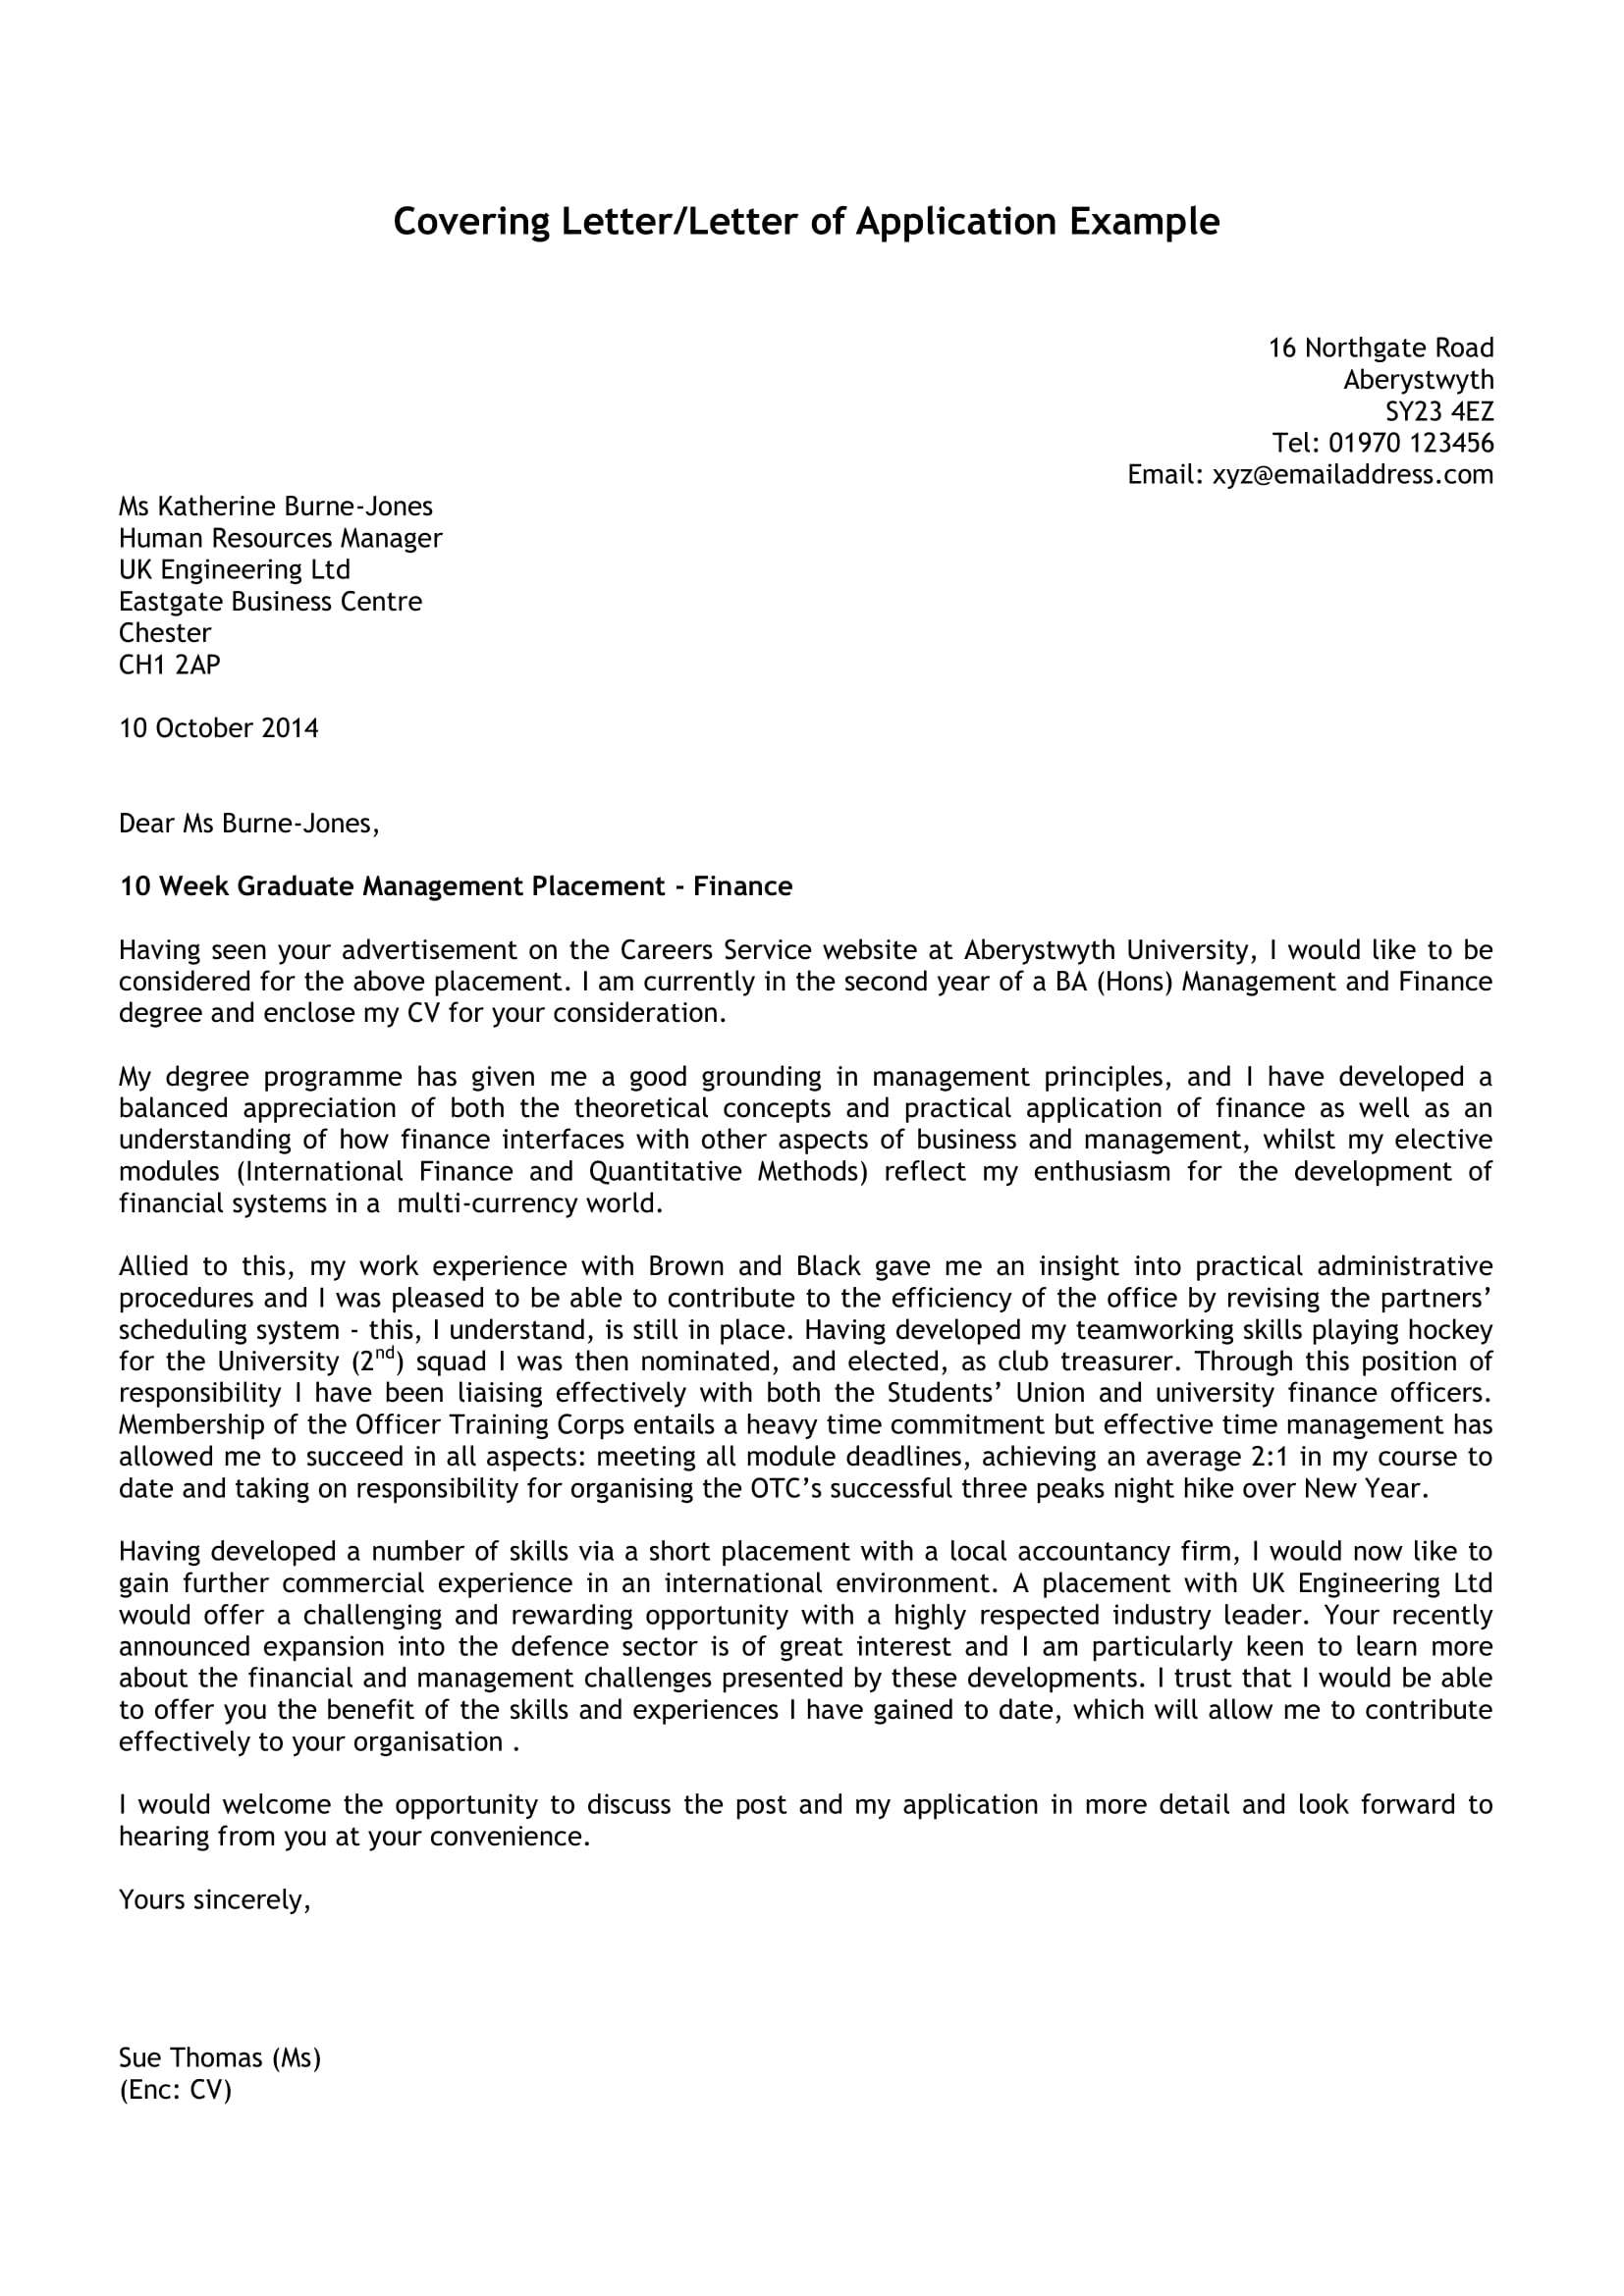 Covering Letter/Letter of Application Example
16 Northgate Road
Aberystwyth
SY23 4EZ
Tel: 01970 123456
Email: xyz@emailaddress.com
Ms Katherine Burne-Jones
Human Resources Manager
UK Engineering Ltd
Eastgate Business Centre
Chester
CH1 2AP
10 October 2014
Dear Ms Burne-Jones,
10 Week Graduate Management Placement - Finance
Having seen your advertisement on the Careers Service website at Aberystwyth University, I would like to be
considered for the above placement. I am currently in the second year of a BA (Hons) Management and Finance
degree and enclose my CV for your consideration.
My degree programme has given me a good grounding in management principles, and I have developed a
balanced appreciation of both the theoretical concepts and practical application of finance as well as an
understanding of how finance interfaces with other aspects of business and management, whilst my elective
modules (International Finance and Quantitative Methods) reflect my enthusiasm for the development of
financial systems in a  multi-currency world.
Allied to this, my work experience with Brown and Black gave me an insight into practical administrative
procedures and I was pleased to be able to contribute to the efficiency of the office by revising the partners’
scheduling system - this, I understand, is still in place. Having developed my teamworking skills playing hockey
for the University (2nd) squad I was then nominated, and elected, as club treasurer. Through this position of
responsibility I have been liaising effectively with both the Students’ Union and university finance officers.
Membership of the Officer Training Corps entails a heavy time commitment but effective time management has
allowed me to succeed in all aspects: meeting all module deadlines, achieving an average 2:1 in my course to
date and taking on responsibility for organising the OTC’s successful three peaks night hike over New Year.
Having developed a number of skills via a short placement with a local accountancy firm, I would now like to
gain further commercial experience in an international environment. A placement with UK Engineering Ltd
would offer a challenging and rewarding opportunity with a highly respected industry leader. Your recently
announced expansion into the defence sector is of great interest and I am particularly keen to learn more
about the financial and management challenges presented by these developments. I trust that I would be able
to offer you the benefit of the skills and experiences I have gained to date, which will allow me to contribute
effectively to your organisation .
I would welcome the opportunity to discuss the post and my application in more detail and look forward to
hearing from you at your convenience.
Yours sincerely,
Sue Thomas (Ms)
(Enc: CV)